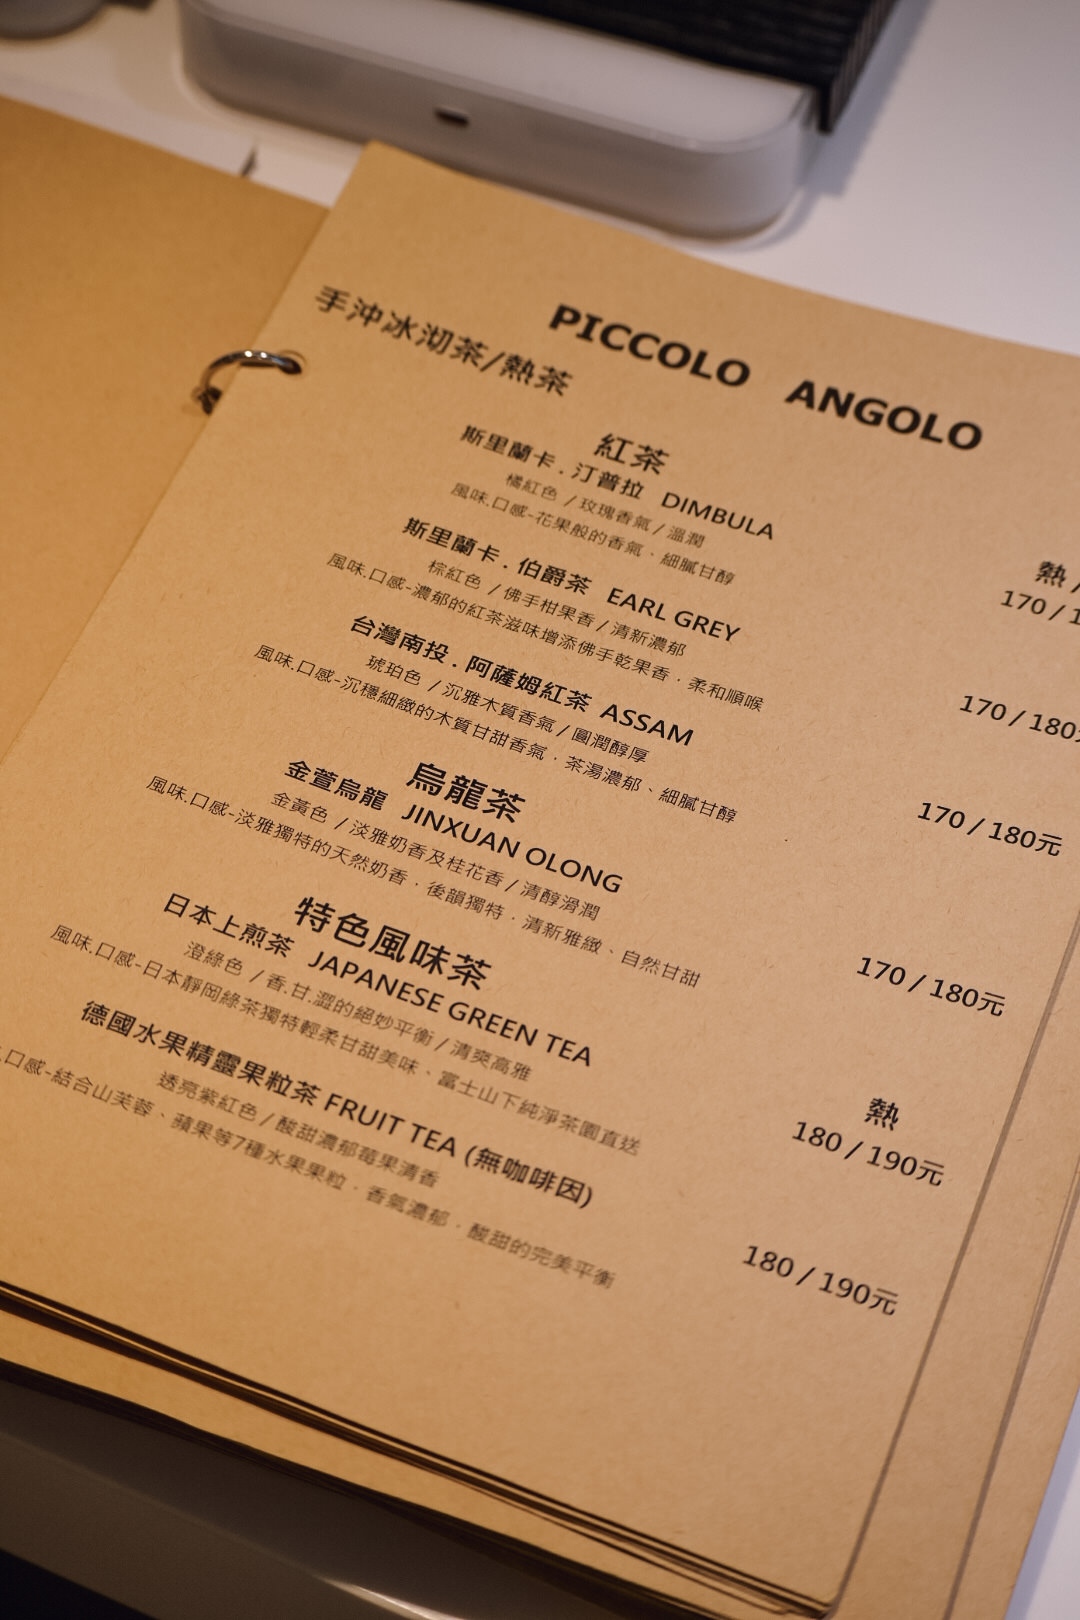 PICCOLO ANGOLO
手沖冰沏茶/熱茶
紅茶
熱 /
斯里蘭卡 . 汀普拉 DIMBULA
170 / 1
橘紅色 / 玫瑰香氣 / 溫潤
風味.口感-花果般的香氣、細膩甘醇
斯里蘭卡 . 伯爵茶 EARL GREY
170 / 180
棕紅色 / 佛手柑果香 / 清新濃郁
風味.口感-濃郁的紅茶滋味增添佛手乾果香 . 柔和順喉
台灣南投 . 阿薩姆紅茶 ASSAM
170 / 180元
琥珀色 / 沉雅木質香氣 / 圓潤醇厚
風味.口感-沉穩細緻的木質甘甜香氣 . 茶湯濃郁、細膩甘醇
烏龍茶
金萱烏龍 JINXUAN OLONG
170 / 180元
金黃色 / 淡雅奶香及桂花香 / 清醇滑潤
風味.口感-淡雅獨特的天然奶香 . 後韻獨特 . 清新雅緻、自然甘甜
特色風味茶
熱
日本上煎茶 JAPANESE GREEN TEA
180 / 190元
澄綠色 / 香.甘.澀的絕妙平衡 / 清爽高雅
風味.口感-日本靜岡綠茶獨特輕柔甘甜美味、富士山下純淨茶園直送
德國水果精靈果粒茶 FRUIT TEA (無咖啡因)
180 / 190元
透亮紫紅色 / 酸甜濃郁莓果清香
.口感-結合山芙蓉、蘋果等7種水果果粒 . 香氣濃郁 . 酸甜的完美平衡